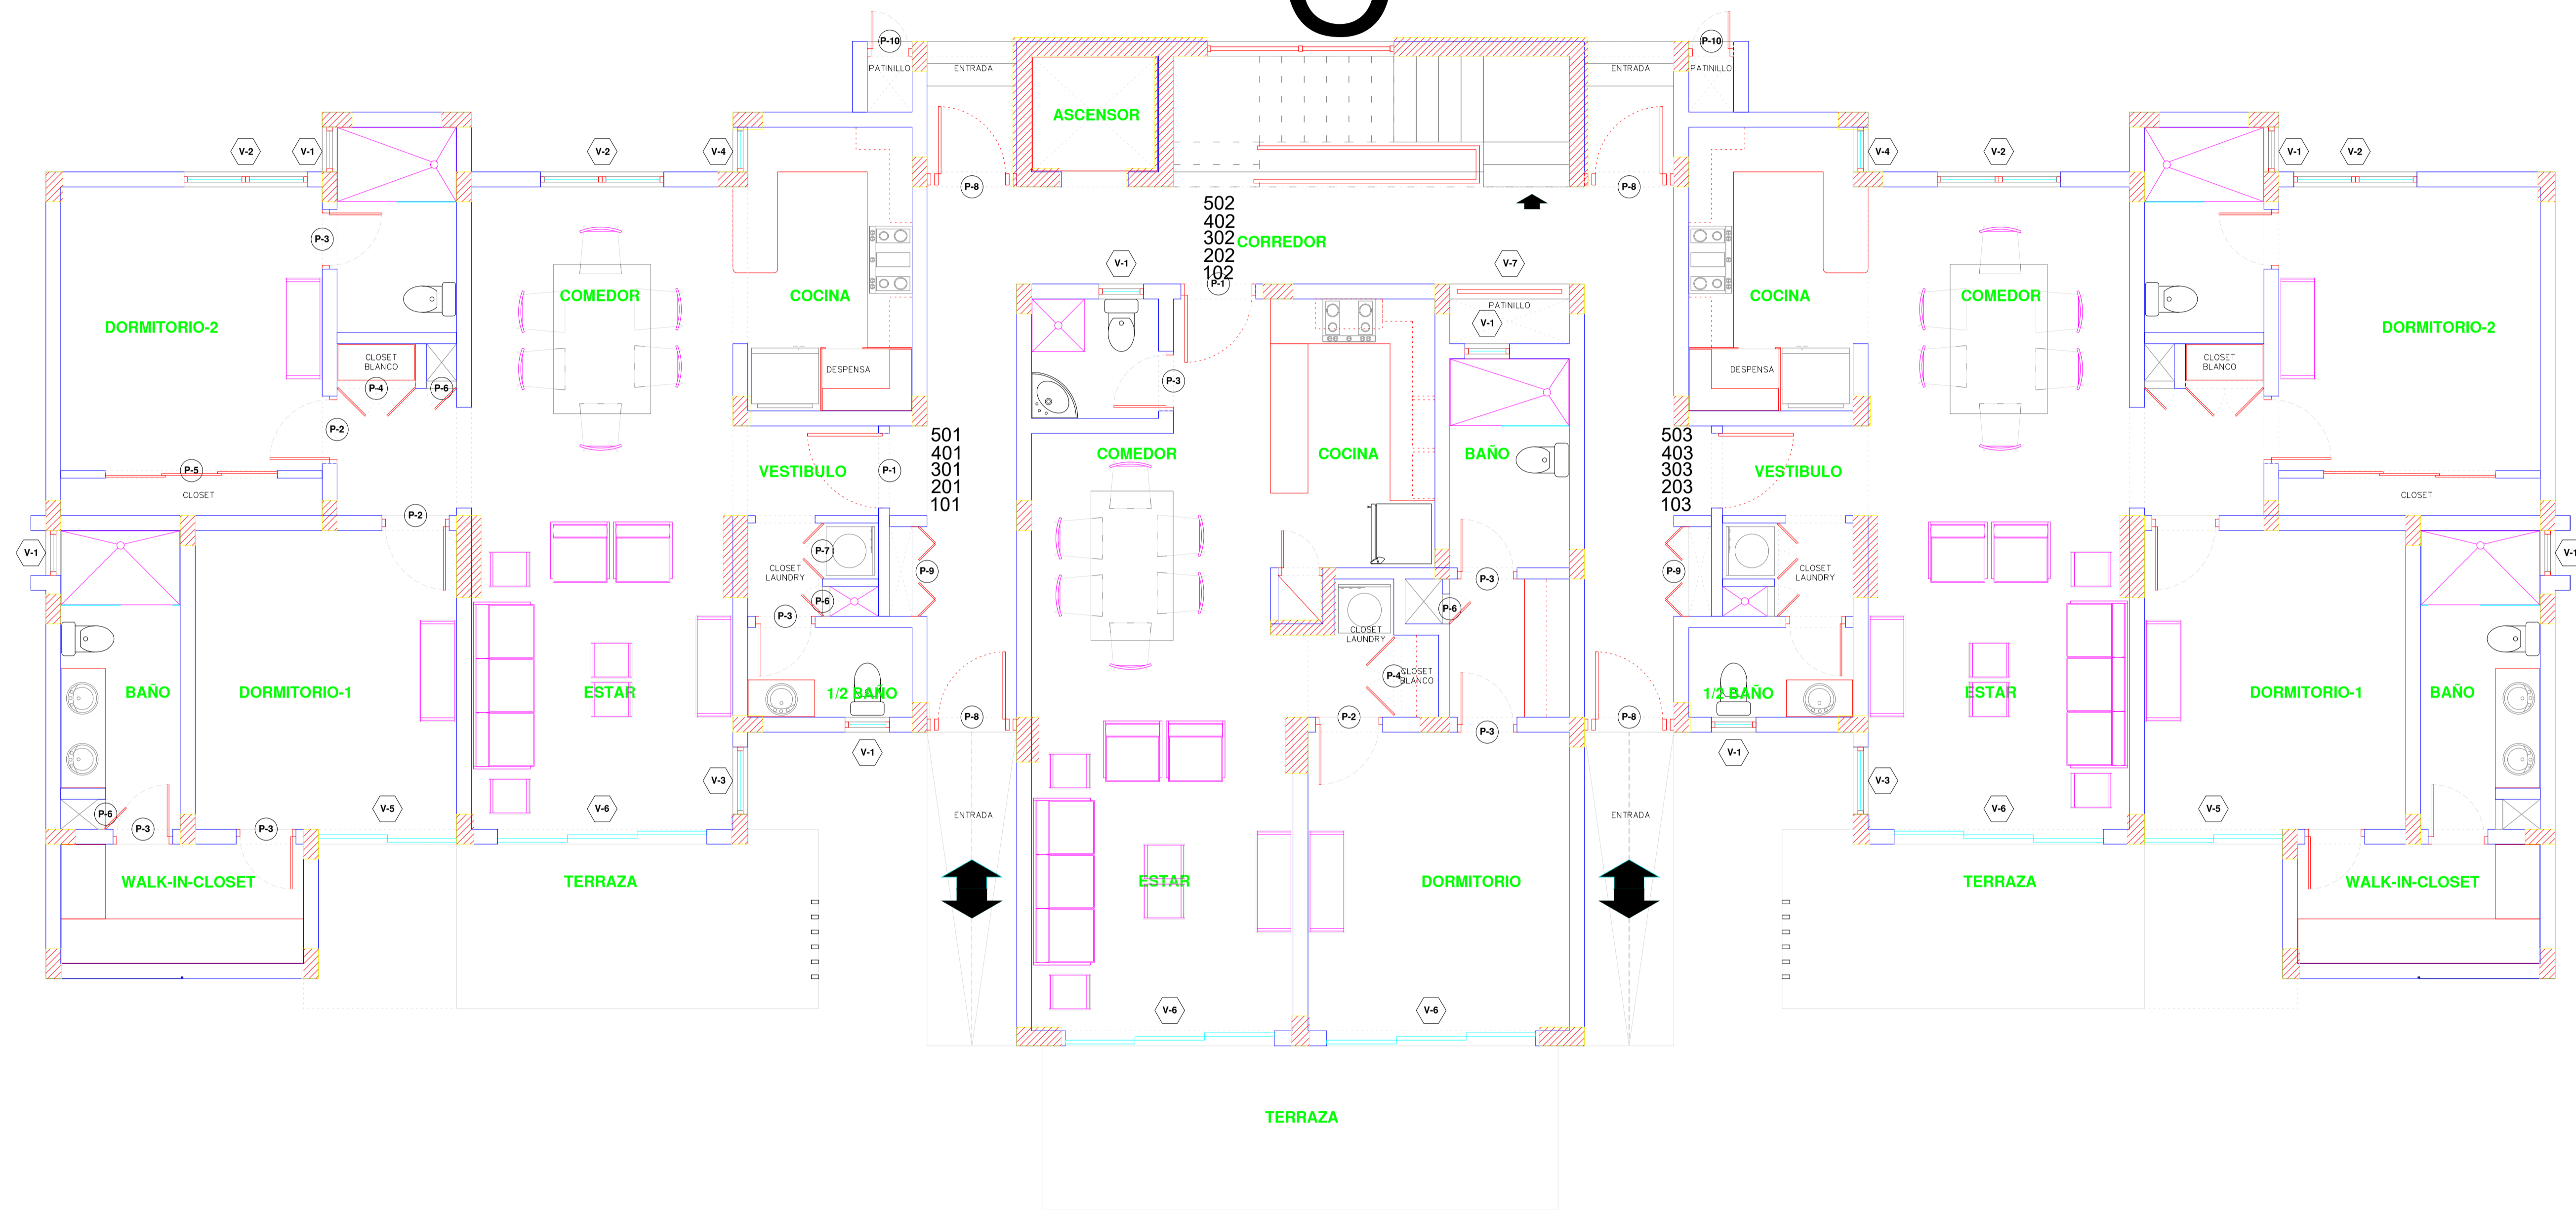 P-10
P-10
PATINILLO
ENTRADA
ENTRADA
PATINILLO
ASCENSOR
V-2
V-1
V-2
V-4
V-4
V-2
V-1
V-2
P-8
P-8
502
402
302
202
102
CORREDOR
P-3
V-1
V-7
P-1
COMEDOR
COCINA
PATINILLO
COCINA
COMEDOR
DORMITORIO-2
V-1
DORMITORIO-2
CLOSET
BLANCO
DESPENSA
DESPENSA
CLOSET
BLANCO
P-4
P-6
P-3
P-2
501
401
301
201
101
503
403
303
203
103
COMEDOR
COCINA
BAÑO
P-5
VESTIBULO
P-1
VESTIBULO
CLOSET
CLOSET
P-2
V-1
P-7
V-1
CLOSET
LAUNDRY
P-9
P-9
CLOSET
LAUNDRY
P-3
P-6
P-6
P-3
CLOSET
LAUNDRY
CLOSET
BLANCO
P-4
BAÑO
DORMITORIO-1
ESTAR
1/2 BAÑO
1/2 BAÑO
ESTAR
DORMITORIO-1
BAÑO
P-8
P-2
P-3
P-8
V-1
V-1
V-3
V-3
P-6
V-5
V-6
ENTRADA
ENTRADA
V-6
V-5
P-3
P-3
WALK-IN-CLOSET
TERRAZA
ESTAR
DORMITORIO
TERRAZA
WALK-IN-CLOSET
V-6
V-6
TERRAZA